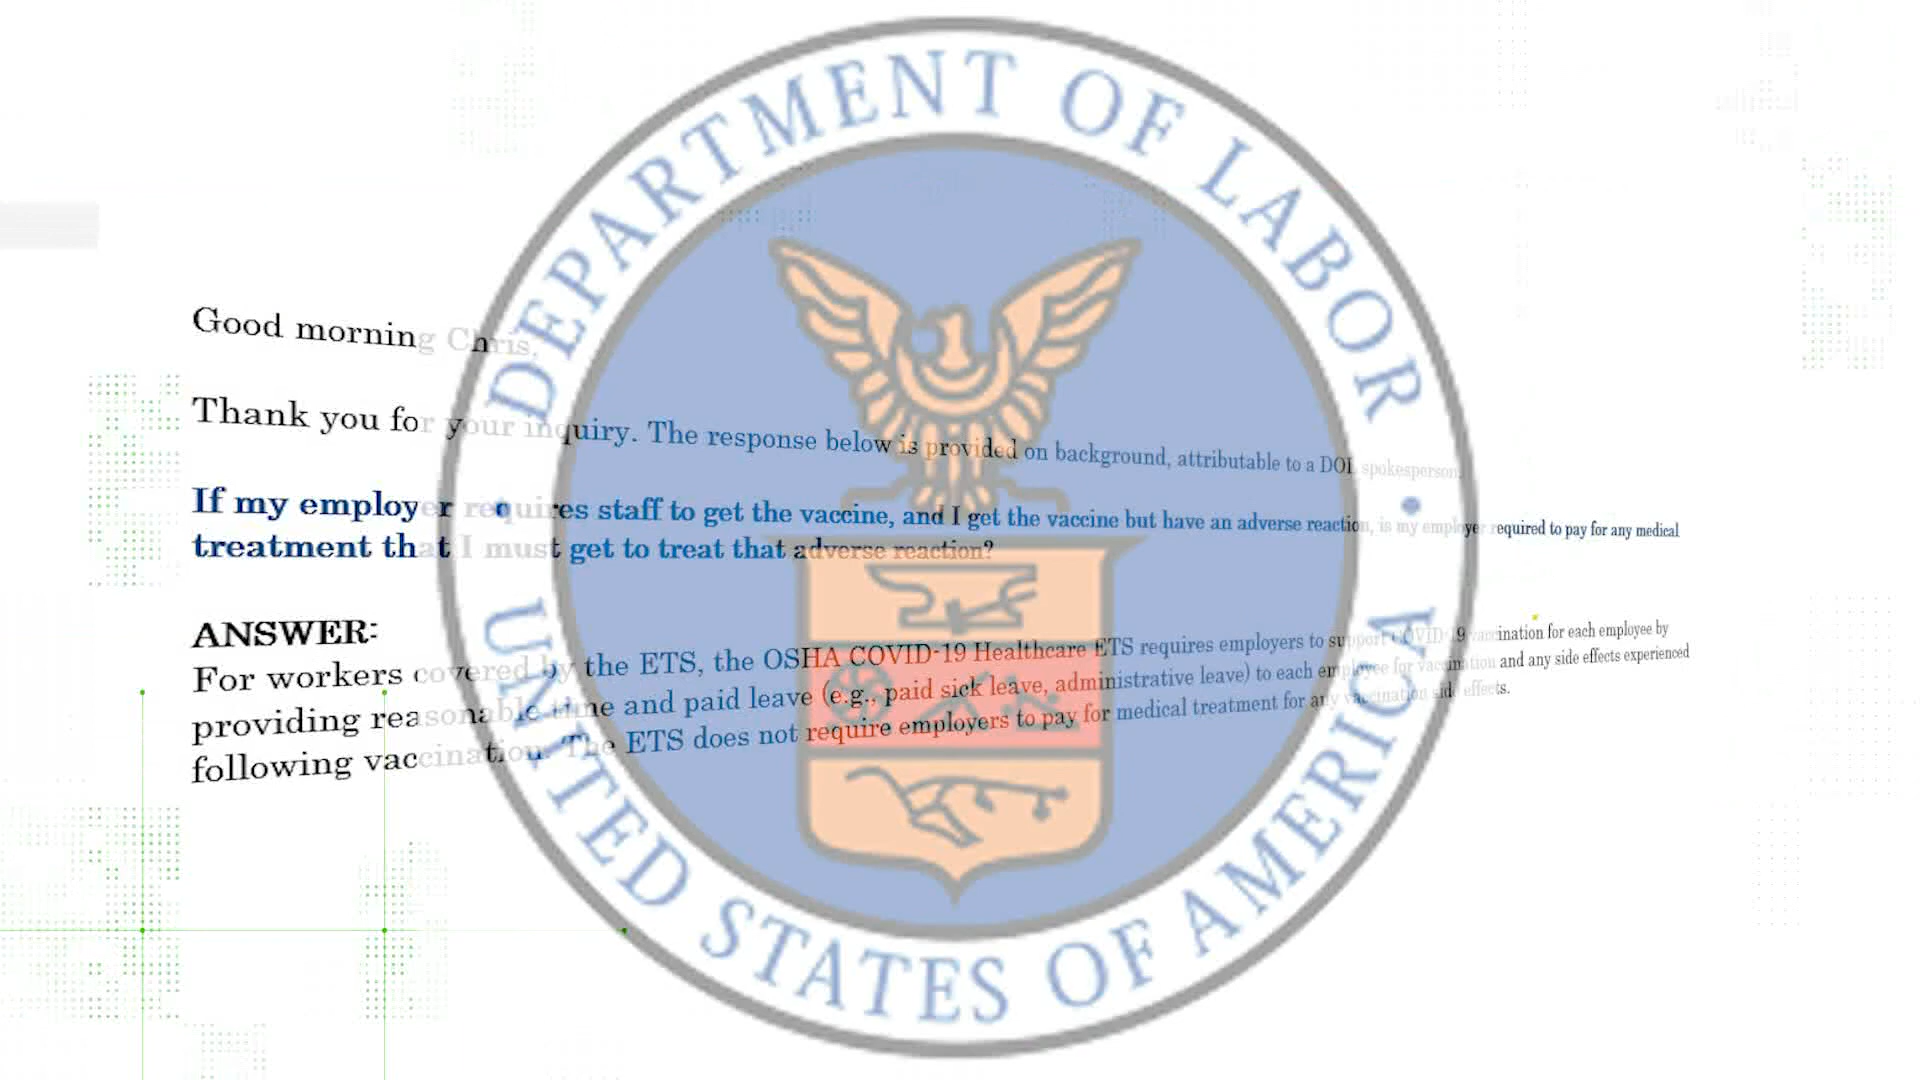 DEPARTMENT OF LABOR
Good morning Chris,
Thank you for your inquiry. The response below is provided on background, attributable to a DOL spokesperson.
If my employer requires staff to get the vaccine, and I get the vaccine but have an adverse reaction, is my employer required to pay for any medical
treatment that I must get to treat that adverse reaction?
ANSWER:
For workers covered by the ETS, the OSHA COVID-19 Healthcare ETS requires employers to support COVID-19 vaccination for each employee by
providing reasonable time and paid leave (e.g., paid sick leave, administrative leave) to each employee for vaccination and any side effects experienced
following vaccination. The ETS does not require employers to pay for medical treatment for any vaccination side effects.
UNITED STATES OF AMERICA